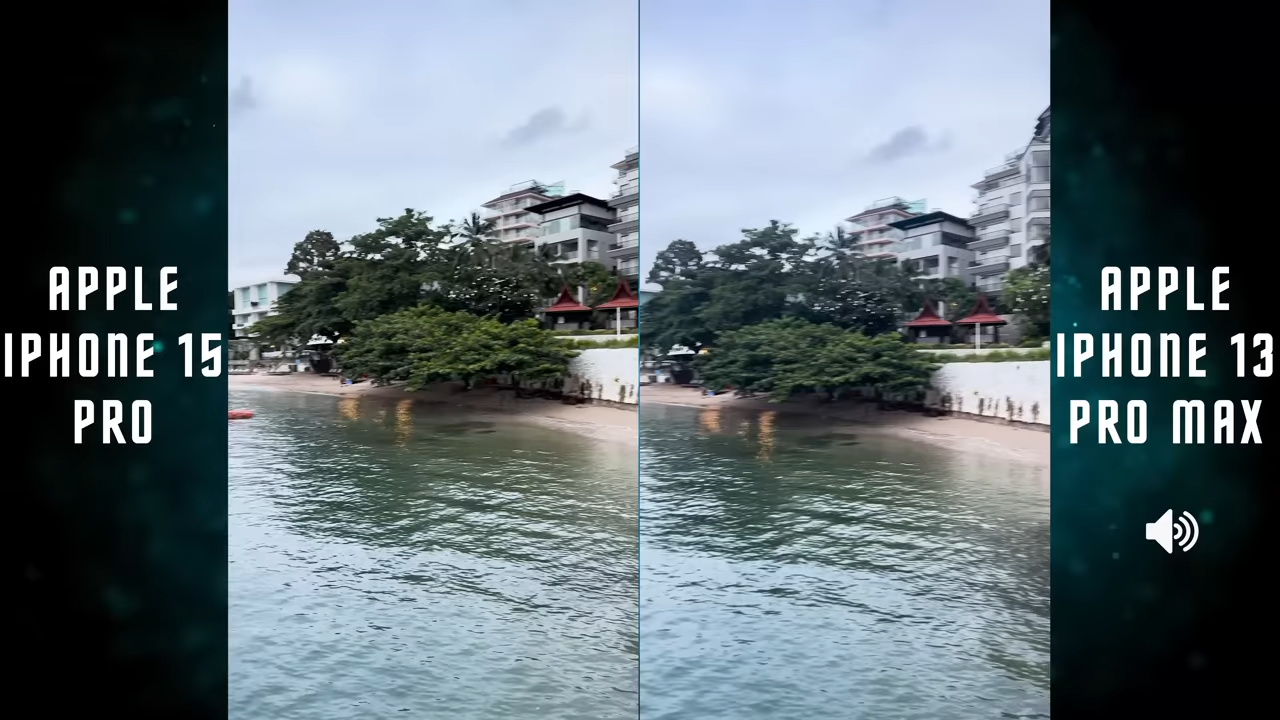 APPLE
IPHONE 15
PRO
APPLE
IPHONE 13
PRO MAX